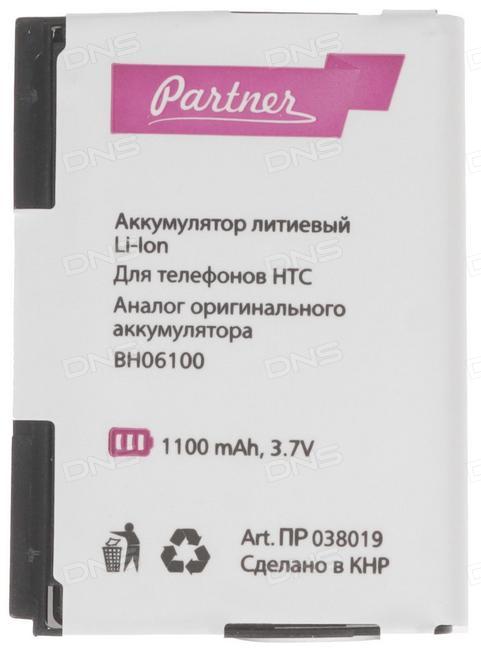 Partner
Аккумулятор литиевый
Li-Ion
Для телефонов HTC
Аналог оригинального
аккумулятора
BH06100
1100 mAh, 3.7V
Art. ПР 038019
Сделано в КНР
DNS